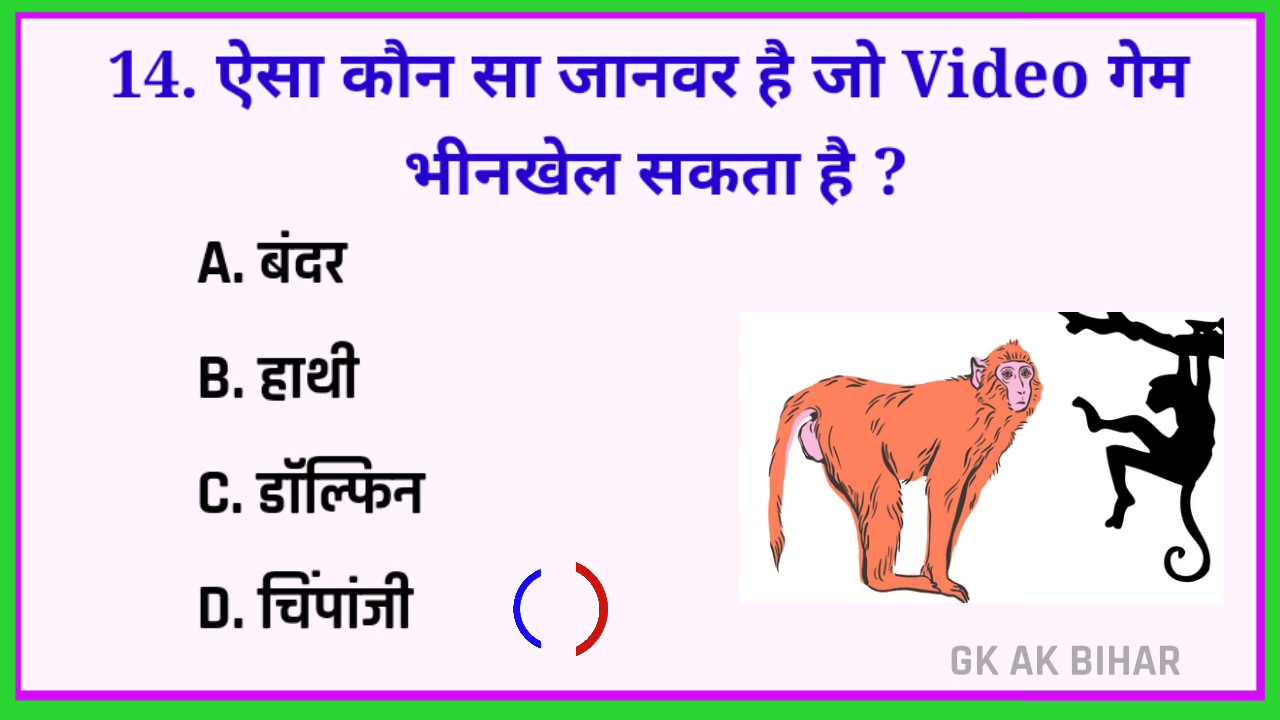 14. ऐसा कौन सा जानवर है जो Video गेम
भीनखेल सकता है ?
A. बंदर
B. हाथी
C. डॉल्फिन
D. चिंपांजी
GK AK BIHAR